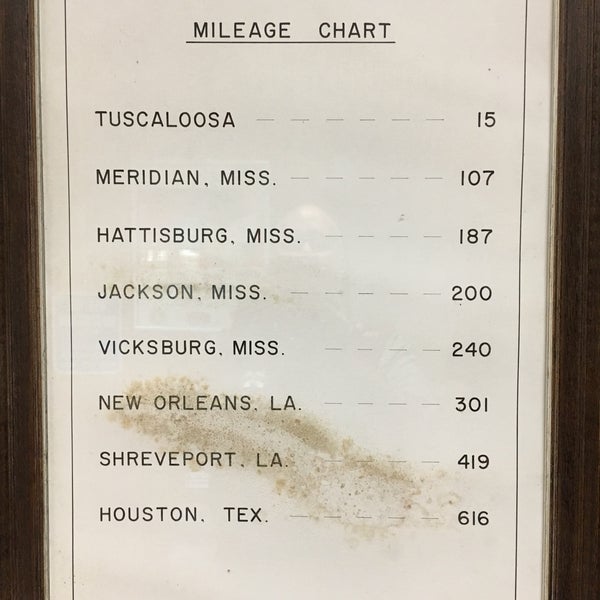 MILEAGE CHART
TUSCALOOSA — — — — — — 15
MERIDIAN, MISS. — — — — — 107
HATTISBURG, MISS. — — — — 187
JACKSON, MISS. — — — — — 200
VICKSBURG, MISS. — — — — 240
NEW ORLEANS, LA. — — — — 301
SHREVEPORT, LA. — — — — 419
HOUSTON, TEX. — — — — — 616